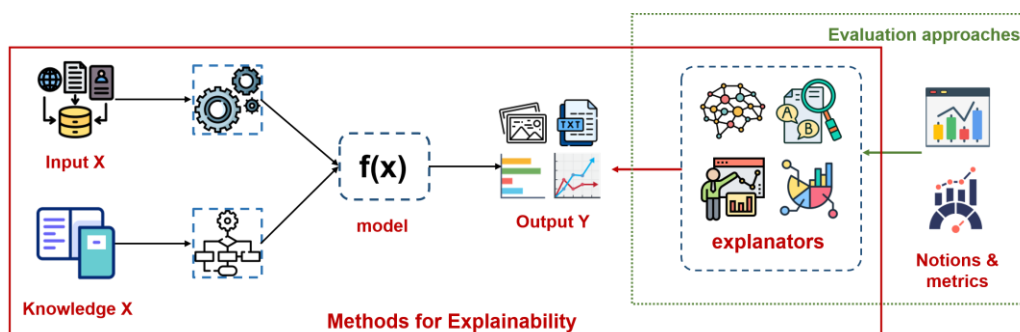 Evaluation approaches
Input X
f(x)
model
TXT
A
B
Output Y
explanators
Notions &
metrics
Knowledge X
Methods for Explainability